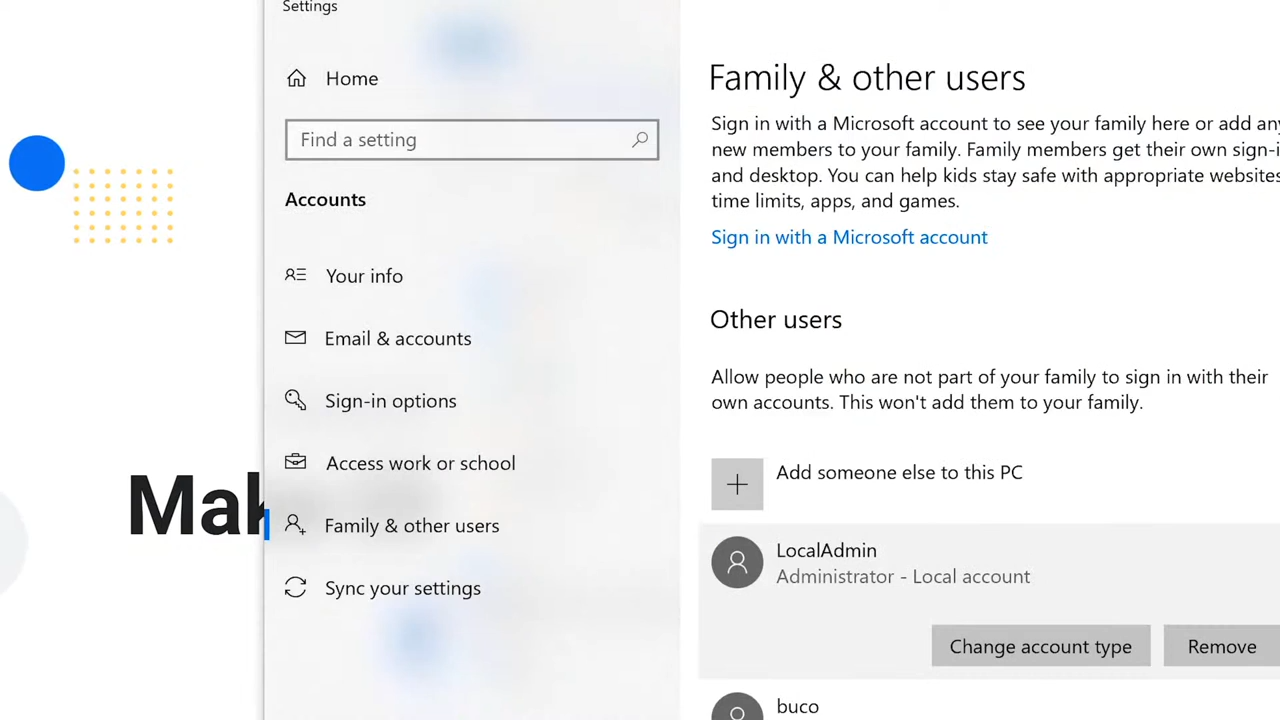 Settings
Home
Find a setting
Accounts
Your info
Email & accounts
Sign-in options
Access work or school
Family & other users
Sync your settings
Mak
Family & other users
Sign in with a Microsoft account to see your family here or add any
new members to your family. Family members get their own sign-i
and desktop. You can help kids stay safe with appropriate websites
time limits, apps, and games.
Sign in with a Microsoft account
Other users
Allow people who are not part of your family to sign in with their
own accounts. This won't add them to your family.
Add someone else to this PC
LocalAdmin
Administrator - Local account
Change account type
Remove
buco